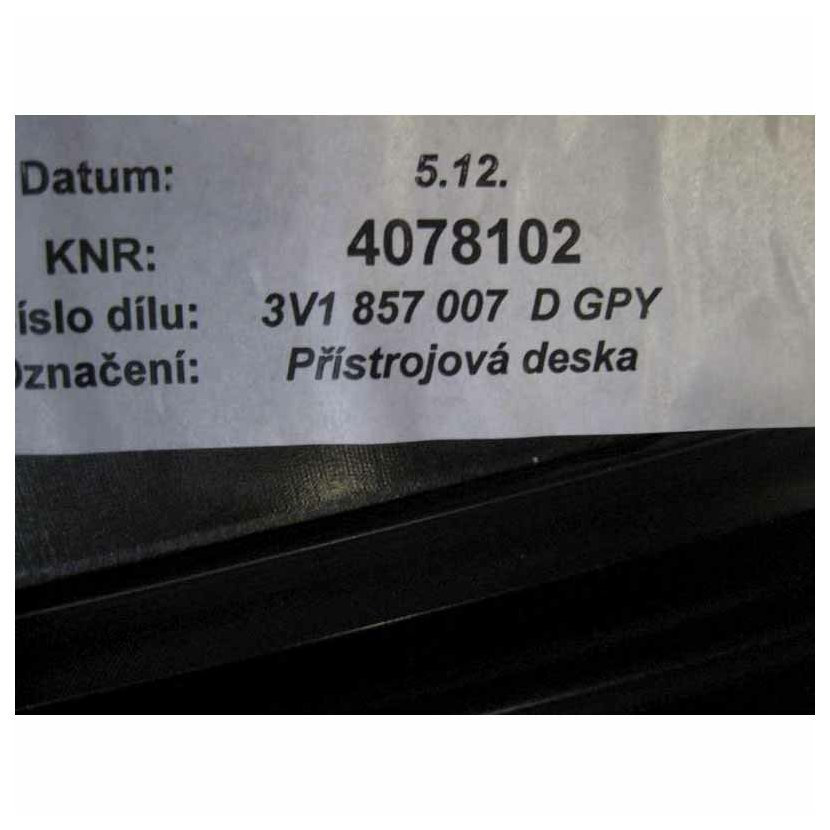 Datum: 5.12.
KNR: 4078102
íslo dílu: 3V1 857 007 D GPY
značení: Přístrojová deska